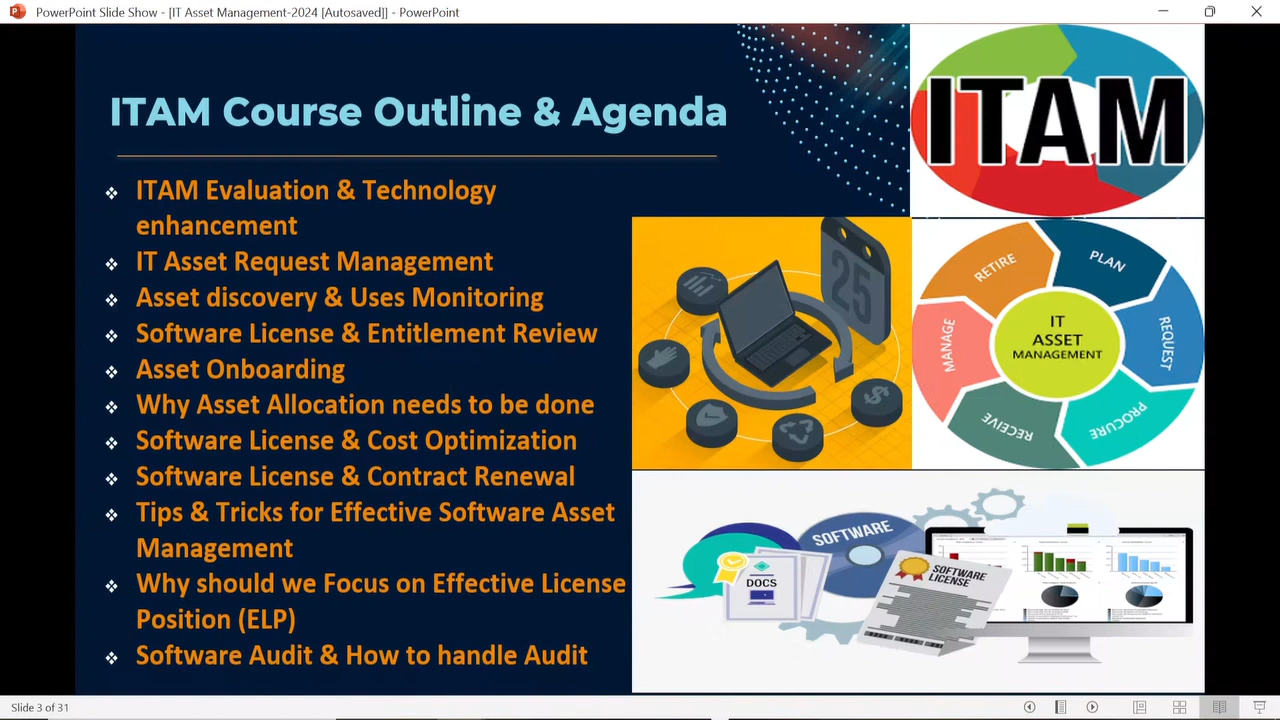 PowerPoint Slide Show - [IT Asset Management-2024 [Autosaved]] - PowerPoint
ITAM Course Outline & Agenda
ITAM Evaluation & Technology
enhancement
IT Asset Request Management
Asset discovery & Uses Monitoring
Software License & Entitlement Review
Asset Onboarding
Why Asset Allocation needs to be done
Software License & Cost Optimization
Software License & Contract Renewal
Tips & Tricks for Effective Software Asset
Management
Why should we Focus on Effective License
Position (ELP)
Software Audit & How to handle Audit
ITAM
25
PLAN
REQUEST
PROCURE
RECEIVE
MANAGE
RETIRE
IT
ASSET
MANAGEMENT
SOFTWARE
DOCS
SOFTWARE
LICENSE
Slide 3 of 31